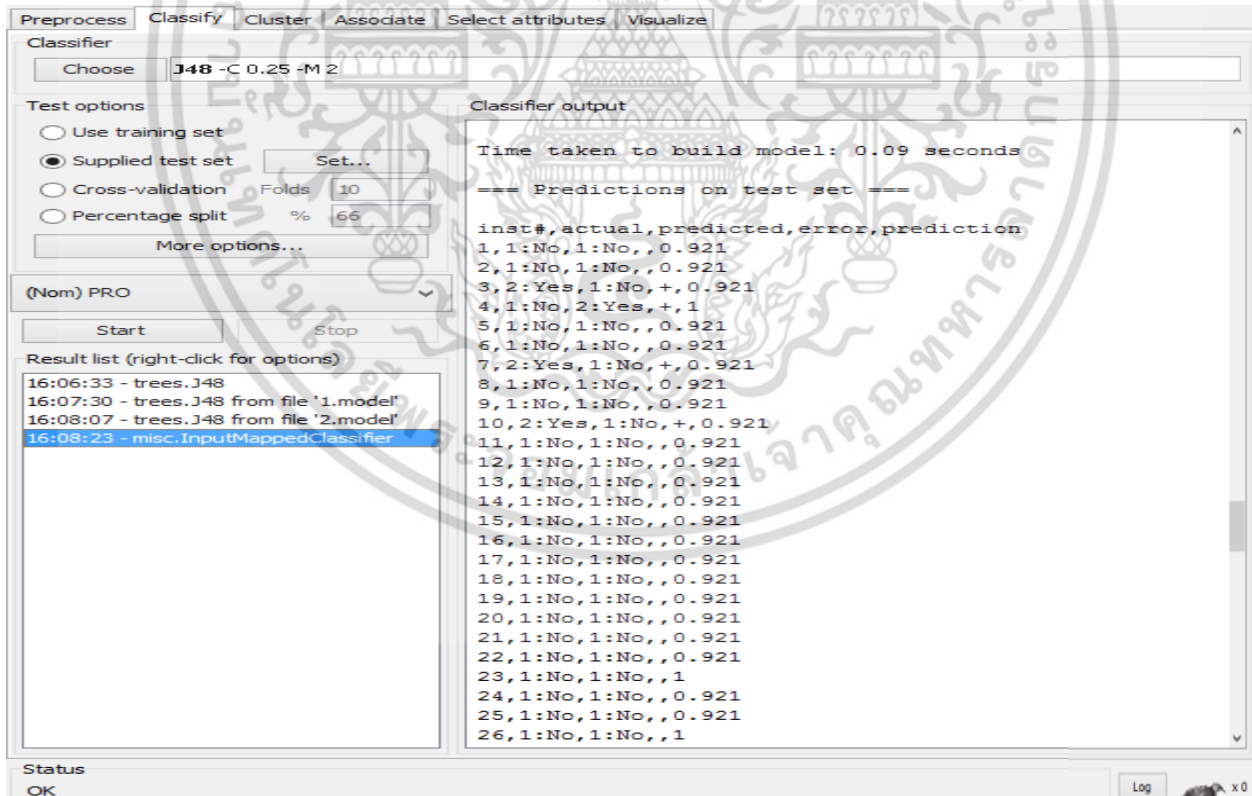 Preprocess Classify Cluster Associate Select attributes Visualize
Classifier
Choose J48 -C 0.25 -M 2
Test options
Use training set
Supplied test set Set...
Cross-validation Folds 10
Percentage split % 66
More options...
(Nom) PRO
Start Stop
Result list (right-click for options)
16:06:33 - trees.J48
16:07:30 - trees.J48 from file '1.model'
16:08:07 - trees.J48 from file '2.model'
16:08:23 - misc.InputMappedClassifier
Classifier output
Time taken to build model: 0.09 seconds
=== Predictions on test set ===
inst#,actual,predicted,error,prediction
1,1:No,1:No,,0.921
2,1:No,1:No,,0.921
3,2:Yes,1:No,+,0.921
4,1:No,2:Yes,+,1
5,1:No,1:No,,0.921
6,1:No,1:No,,0.921
7,2:Yes,1:No,+,0.921
8,1:No,1:No,,0.921
9,1:No,1:No,,0.921
10,2:Yes,1:No,+,0.921
11,1:No,1:No,,0.921
12,1:No,1:No,,0.921
13,1:No,1:No,,0.921
14,1:No,1:No,,0.921
15,1:No,1:No,,0.921
16,1:No,1:No,,0.921
17,1:No,1:No,,0.921
18,1:No,1:No,,0.921
19,1:No,1:No,,0.921
20,1:No,1:No,,0.921
21,1:No,1:No,,0.921
22,1:No,1:No,,0.921
23,1:No,1:No,,1
24,1:No,1:No,,0.921
25,1:No,1:No,,0.921
26,1:No,1:No,,1
Status
OK
Log x 0